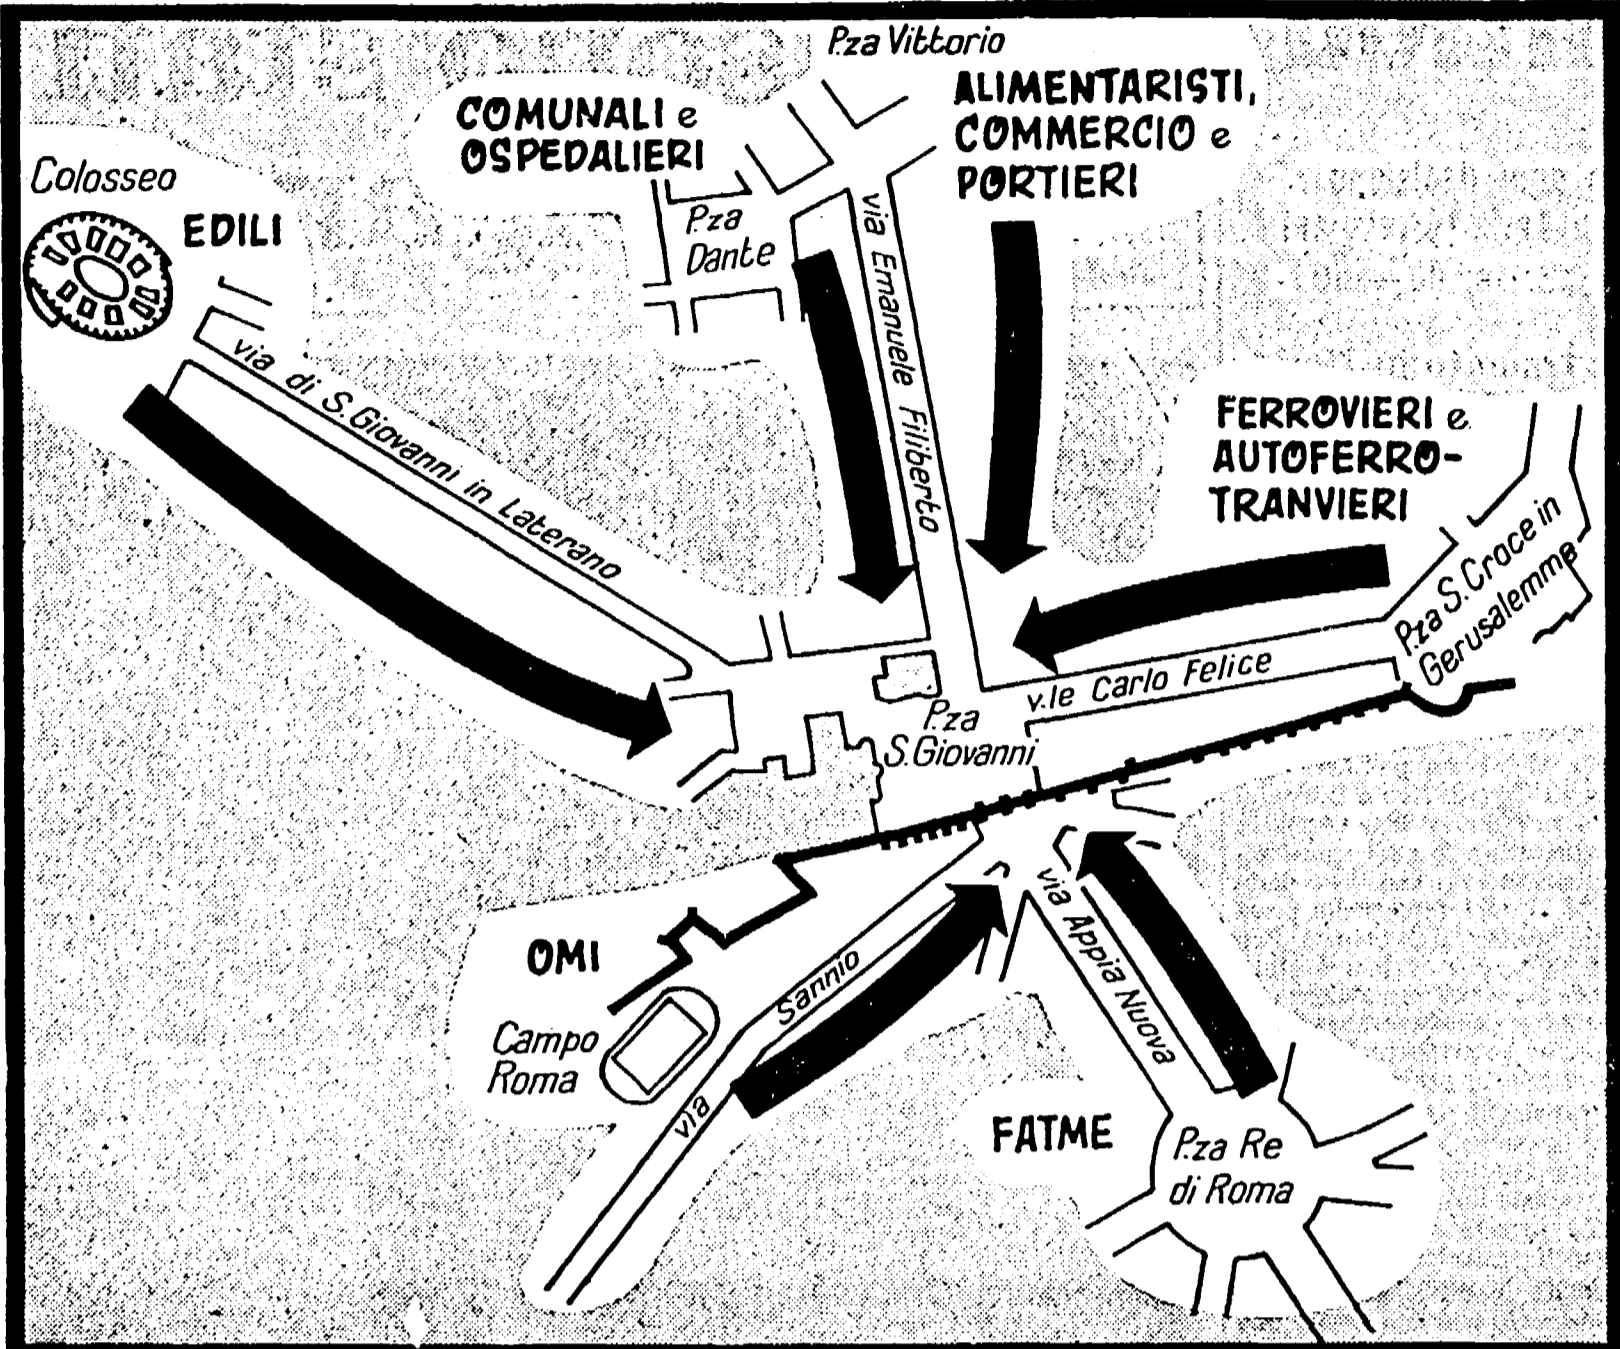 P.za Vittorio
COMUNALI e
OSPEDALIERI
ALIMENTARISTI,
COMMERCIO e
PORTIERI
Colosseo
EDILI
P.za
Dante
via Emanuele Filiberto
via di S.Giovanni in Laterano
FERROVIERI e
AUTOFERRO-
TRANVIERI
P.za S.Croce in
Gerusalemme
v.le Carlo Felice
P.za
S.Giovanni
OMI
Campo
Roma
via Sannio
via Appia Nuova
FATME
P.za Re
di Roma